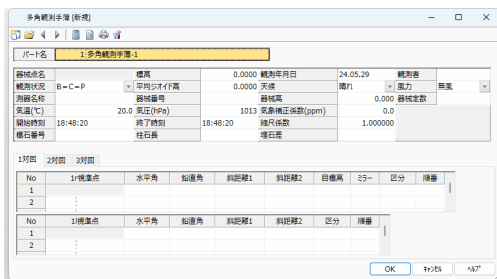 多角観測手簿 [新規]
パート名 1 多角観測手簿-1
器械点名 標高 0.0000 観測年月日 24.05.29 観測者
観測状況 B=C=P 平均ジオイド高 0.0000 天候 晴れ 風力 無風
測器名称 器械番号 器械高 0.000 器械定数
気温(℃) 20.0 気圧(hPa) 1013 気象補正係数(ppm) 0.0
開始時刻 18:48:20 終了時刻 18:48:20 縮尺係数 1.000000
標石番号 柱石長 埋石差
1対回 2対回 3対回
No 1r視準点 水平角 鉛直角 斜距離1 斜距離2 目標高 ミラー 区分 順番
1
2
No 1l視準点 水平角 鉛直角 斜距離1 斜距離2 区分 順番
1
2
OK キャンセル ヘルプ